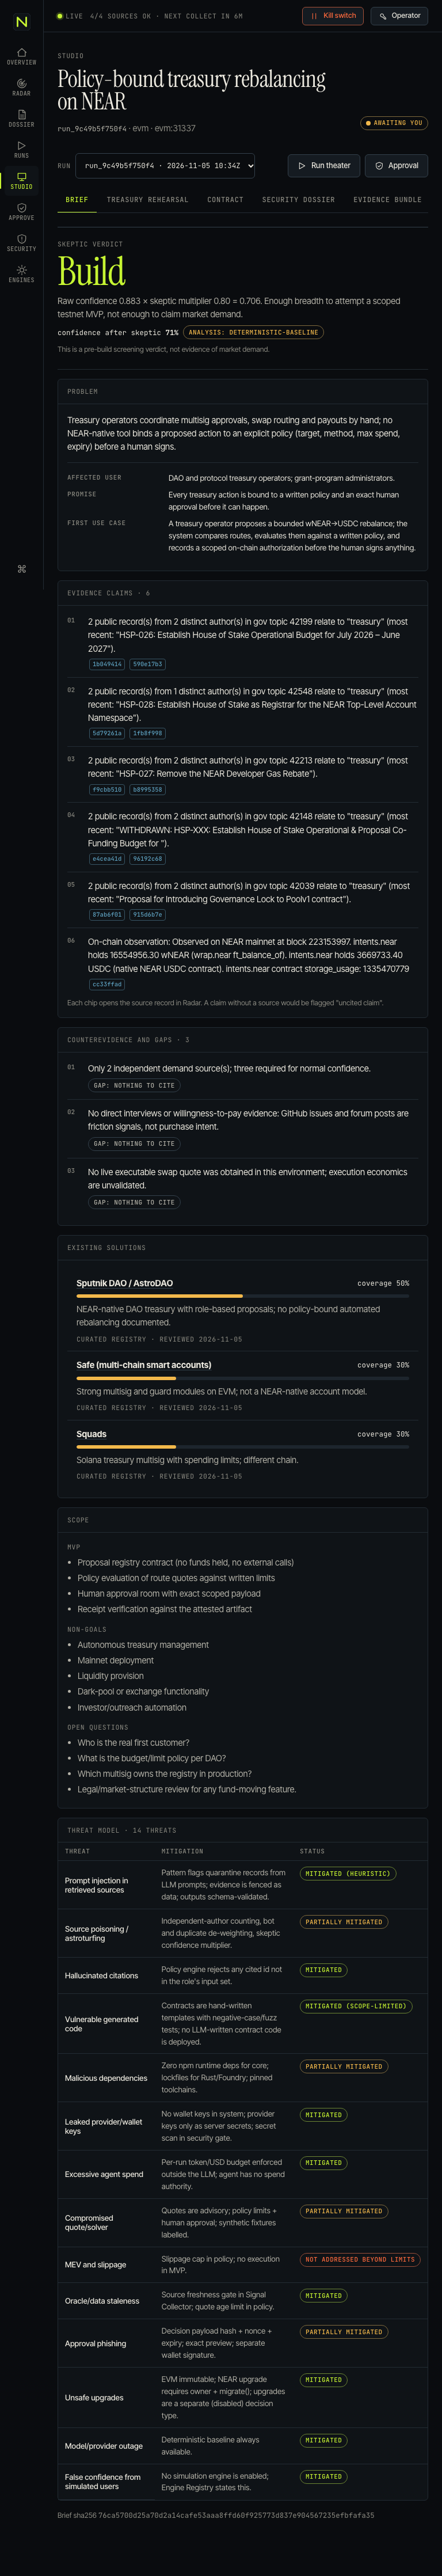 N
LIVE 4/4 SOURCES OK · NEXT COLLECT IN 6M
Kill switch
Operator
OVERVIEW
RADAR
DOSSIER
RUNS
STUDIO
APPROVE
SECURITY
ENGINES
STUDIO
Policy-bound treasury rebalancing
on NEAR
run_9c49b5f750f4 · evm · evm:31337
AWAITING YOU
RUN
run_9c49b5f750f4 · 2026-11-05 10:34Z
Run theater
Approval
BRIEF
TREASURY REHEARSAL
CONTRACT
SECURITY DOSSIER
EVIDENCE BUNDLE
SKEPTIC VERDICT
Build
Raw confidence 0.883 × skeptic multiplier 0.80 = 0.706. Enough breadth to attempt a scoped
testnet MVP, not enough to claim market demand.
confidence after skeptic 71%
ANALYSIS: DETERMINISTIC-BASELINE
This is a pre-build screening verdict, not evidence of market demand.
PROBLEM
Treasury operators coordinate multisig approvals, swap routing and payouts by hand; no
NEAR-native tool binds a proposed action to an explicit policy (target, method, max spend,
expiry) before a human signs.
AFFECTED USER
DAO and protocol treasury operators; grant-program administrators.
PROMISE
Every treasury action is bound to a written policy and an exact human
approval before it can happen.
FIRST USE CASE
A treasury operator proposes a bounded wNEAR→USDC rebalance; the
system compares routes, evaluates them against a written policy, and
records a scoped on-chain authorization before the human signs anything.
EVIDENCE CLAIMS · 6
01
2 public record(s) from 2 distinct author(s) in gov topic 42199 relate to "treasury" (most
recent: "HSP-026: Establish House of Stake Operational Budget for July 2026 – June
2027").
1b049414
590e17b3
02
2 public record(s) from 1 distinct author(s) in gov topic 42548 relate to "treasury" (most
recent: "HSP-028: Establish House of Stake as Registrar for the NEAR Top-Level Account
Namespace").
5d79261a
1fb8f998
03
2 public record(s) from 2 distinct author(s) in gov topic 42213 relate to "treasury" (most
recent: "HSP-027: Remove the NEAR Developer Gas Rebate").
f9cbb510
b8995358
04
2 public record(s) from 2 distinct author(s) in gov topic 42148 relate to "treasury" (most
recent: "WITHDRAWN: HSP-XXX: Establish House of Stake Operational & Proposal Co-
Funding Budget for ").
e4cea41d
96192c68
05
2 public record(s) from 2 distinct author(s) in gov topic 42039 relate to "treasury" (most
recent: "Proposal for Introducing Governance Lock to Poolv1 contract").
87ab6f01
915d6b7e
06
On-chain observation: Observed on NEAR mainnet at block 223153997. intents.near
holds 16554956.30 wNEAR (wrap.near ft_balance_of). intents.near holds 3669733.40
USDC (native NEAR USDC contract). intents.near contract storage_usage: 1335470779
cc33ffad
Each chip opens the source record in Radar. A claim without a source would be flagged "uncited claim".
COUNTEREVIDENCE AND GAPS · 3
01
Only 2 independent demand source(s); three required for normal confidence.
GAP: NOTHING TO CITE
02
No direct interviews or willingness-to-pay evidence: GitHub issues and forum posts are
friction signals, not purchase intent.
GAP: NOTHING TO CITE
03
No live executable swap quote was obtained in this environment; execution economics
are unvalidated.
GAP: NOTHING TO CITE
EXISTING SOLUTIONS
Sputnik DAO / AstroDAO
coverage 50%
NEAR-native DAO treasury with role-based proposals; no policy-bound automated
rebalancing documented.
CURATED REGISTRY · REVIEWED 2026-11-05
Safe (multi-chain smart accounts)
coverage 30%
Strong multisig and guard modules on EVM; not a NEAR-native account model.
CURATED REGISTRY · REVIEWED 2026-11-05
Squads
coverage 30%
Solana treasury multisig with spending limits; different chain.
CURATED REGISTRY · REVIEWED 2026-11-05
SCOPE
MVP
• Proposal registry contract (no funds held, no external calls)
• Policy evaluation of route quotes against written limits
• Human approval room with exact scoped payload
• Receipt verification against the attested artifact
NON-GOALS
• Autonomous treasury management
• Mainnet deployment
• Liquidity provision
• Dark-pool or exchange functionality
• Investor/outreach automation
OPEN QUESTIONS
• Who is the real first customer?
• What is the budget/limit policy per DAO?
• Which multisig owns the registry in production?
• Legal/market-structure review for any fund-moving feature.
THREAT MODEL · 14 THREATS
THREAT
MITIGATION
STATUS
Prompt injection in
retrieved sources
Pattern flags quarantine records from
LLM prompts; evidence is fenced as
data; outputs schema-validated.
MITIGATED (HEURISTIC)
Source poisoning /
astroturfing
Independent-author counting, bot
and duplicate de-weighting, skeptic
confidence multiplier.
PARTIALLY MITIGATED
Hallucinated citations
Policy engine rejects any cited id not
in the role's input set.
MITIGATED
Vulnerable generated
code
Contracts are hand-written
templates with negative-case/fuzz
tests; no LLM-written contract code
is deployed.
MITIGATED (SCOPE-LIMITED)
Malicious dependencies
Zero npm runtime deps for core;
lockfiles for Rust/Foundry; pinned
toolchains.
PARTIALLY MITIGATED
Leaked provider/wallet
keys
No wallet keys in system; provider
keys only as server secrets; secret
scan in security gate.
MITIGATED
Excessive agent spend
Per-run token/USD budget enforced
outside the LLM; agent has no spend
authority.
MITIGATED
Compromised
quote/solver
Quotes are advisory; policy limits +
human approval; synthetic fixtures
labelled.
PARTIALLY MITIGATED
MEV and slippage
Slippage cap in policy; no execution
in MVP.
NOT ADDRESSED BEYOND LIMITS
Oracle/data staleness
Source freshness gate in Signal
Collector; quote age limit in policy.
MITIGATED
Approval phishing
Decision payload hash + nonce +
expiry; exact preview; separate
wallet signature.
PARTIALLY MITIGATED
Unsafe upgrades
EVM immutable; NEAR upgrade
requires owner + migrate(); upgrades
are a separate (disabled) decision
type.
MITIGATED
Model/provider outage
Deterministic baseline always
available.
MITIGATED
False confidence from
simulated users
No simulation engine is enabled;
Engine Registry states this.
MITIGATED
Brief sha256 76ca5700d25a70d2a14cafe53aaa8ffd60f925773d837e904567235efbfafa35